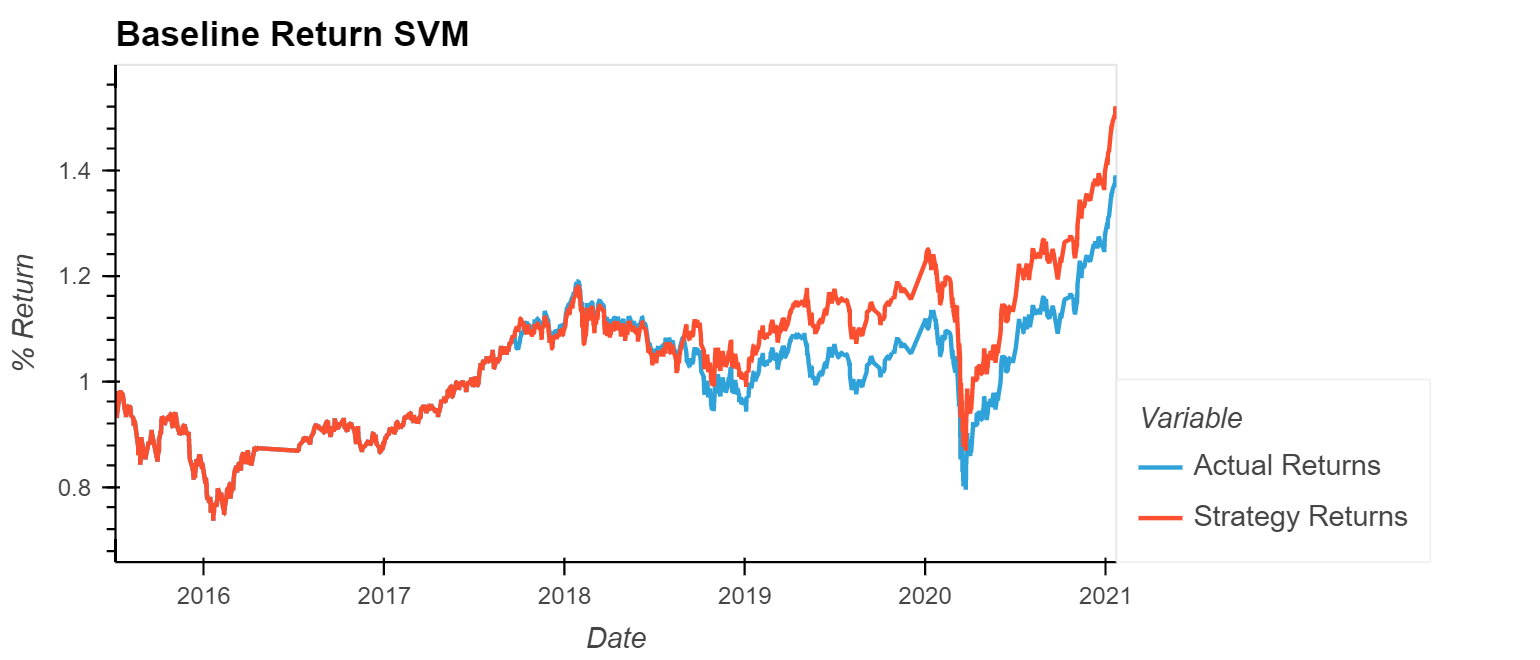 Baseline Return SVM
% Return
1.4
1.2
1
0.8
2016 2017 2018 2019 2020 2021
Date
Variable
Actual Returns
Strategy Returns